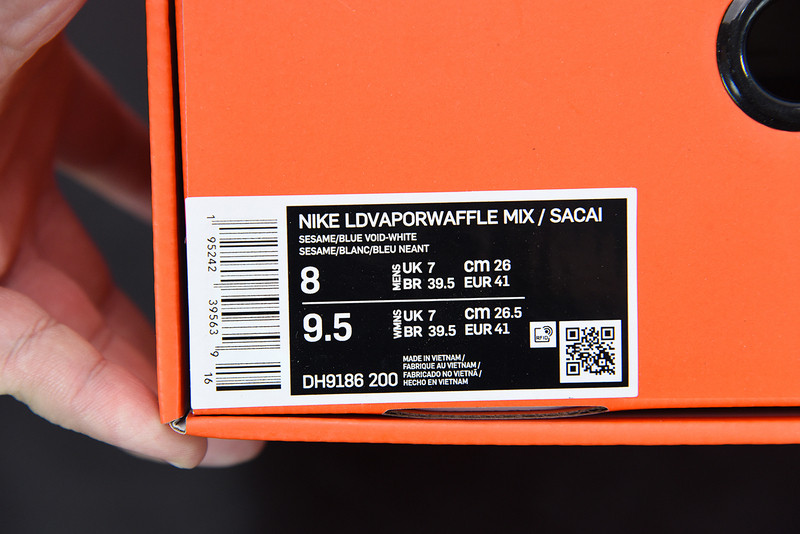 NIKE LDVAPORWAFFLE MIX / SACAI
SESAME/BLUE VOID-WHITE
SESAME/BLANC/BLEU NEANT
8 MENS UK 7 cm 26
BR 39.5 EUR 41
9.5 WMNS UK 7 cm 26.5
BR 39.5 EUR 41
RFID
MADE IN VIETNAM /
FABRIQUE AU VIETNAM /
FABRICADO NO VIETNÃ /
HECHO EN VIETNAM
DH9186 200
1 95242 39563 9 16